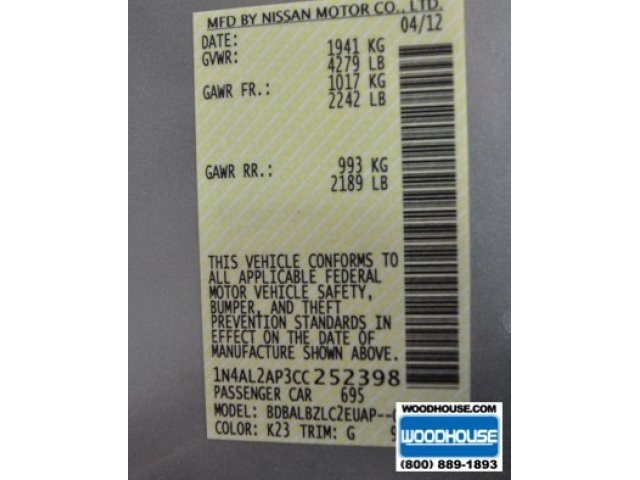 MFD BY NISSAN MOTOR CO., LTD.
DATE: 04/12
GVWR: 1941 KG
4279 LB
GAWR FR.: 1017 KG
2242 LB
GAWR RR.: 993 KG
2189 LB
THIS VEHICLE CONFORMS TO
ALL APPLICABLE FEDERAL
MOTOR VEHICLE SAFETY,
BUMPER, AND THEFT
PREVENTION STANDARDS IN
EFFECT ON THE DATE OF
MANUFACTURE SHOWN ABOVE.
1N4AL2AP3CC252398
PASSENGER CAR 695
MODEL: BDBALBZLC2EUAP--
COLOR: K23 TRIM: G
WOODHOUSE.COM
WOODHOUSE
(800) 889-1893